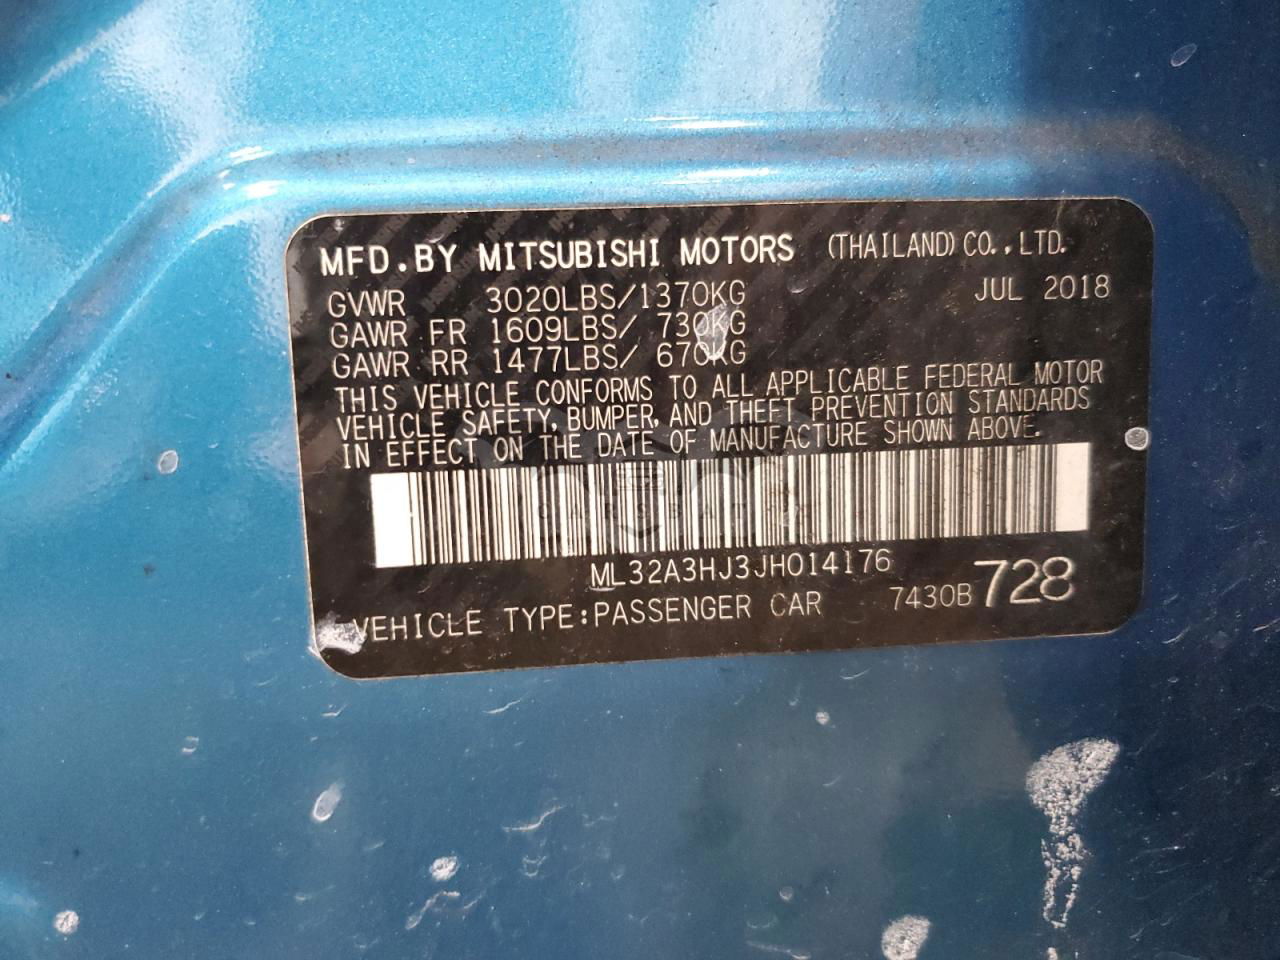 MFD.BY MITSUBISHI MOTORS (THAILAND) CO., LTD.
GVWR 3020LBS/1370KG JUL 2018
GAWR FR 1609LBS/ 730KG
GAWR RR 1477LBS/ 670KG
THIS VEHICLE CONFORMS TO ALL APPLICABLE FEDERAL MOTOR
VEHICLE SAFETY, BUMPER, AND THEFT PREVENTION STANDARDS
IN EFFECT ON THE DATE OF MANUFACTURE SHOWN ABOVE.
ML32A3HJ3JH014176
VEHICLE TYPE:PASSENGER CAR 7430B 728